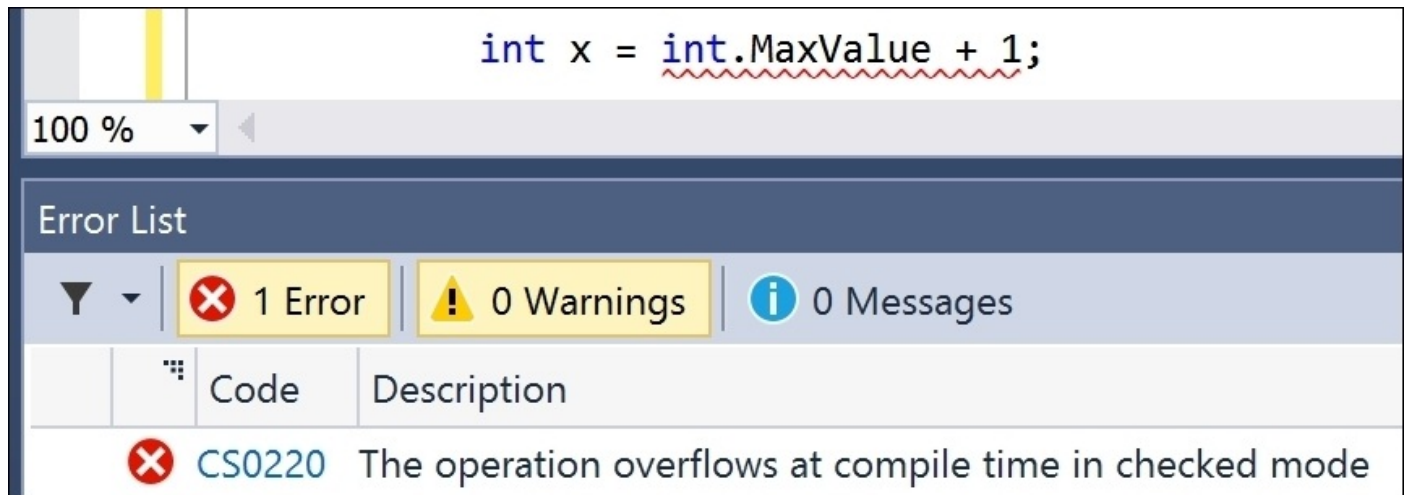 int x = int.MaxValue + 1;
100 %
Error List
1 Error 0 Warnings 0 Messages
Code Description
CS0220 The operation overflows at compile time in checked mode